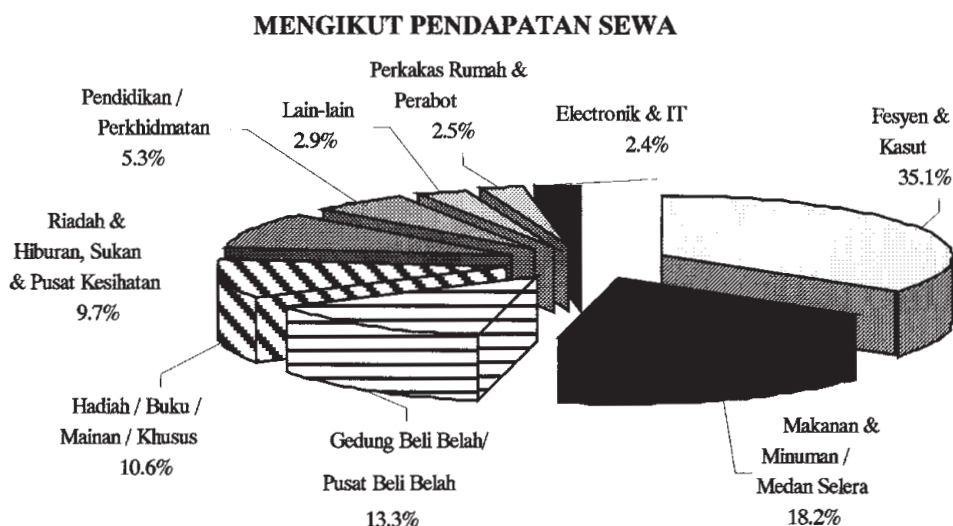 MENGIKUT PENDAPATAN SEWA
Perkakas Rumah &
Perabot
2.5%
Pendidikan /
Perkhidmatan
5.3%
Lain-lain
2.9%
Electronik & IT
2.4%
Fesyen &
Kasut
35.1%
Riadah &
Hiburan, Sukan
& Pusat Kesihatan
9.7%
Hadiah / Buku /
Mainan / Khusus
10.6%
Gedung Beli Belah/
Pusat Beli Belah
13.3%
Makanan &
Minuman /
Medan Selera
18.2%